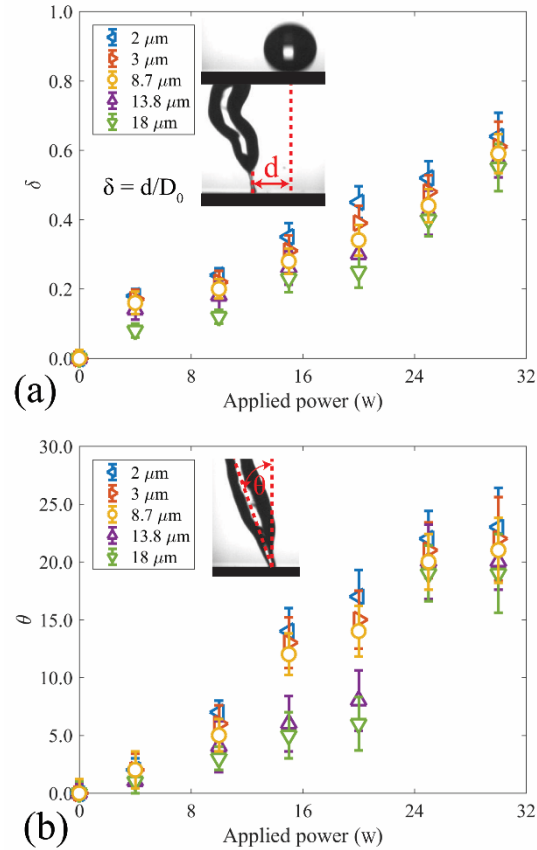 (a)
1.0
0.8
0.6
0.4
0.2
0.0
δ
2 μm
3 μm
8.7 μm
13.8 μm
18 μm
δ = d/D₀
d
0 8 16 24 32
Applied power (w)
(b)
30.0
25.0
20.0
15.0
10.0
5.0
0.0
θ
2 μm
3 μm
8.7 μm
13.8 μm
18 μm
θ
0 8 16 24 32
Applied power (w)